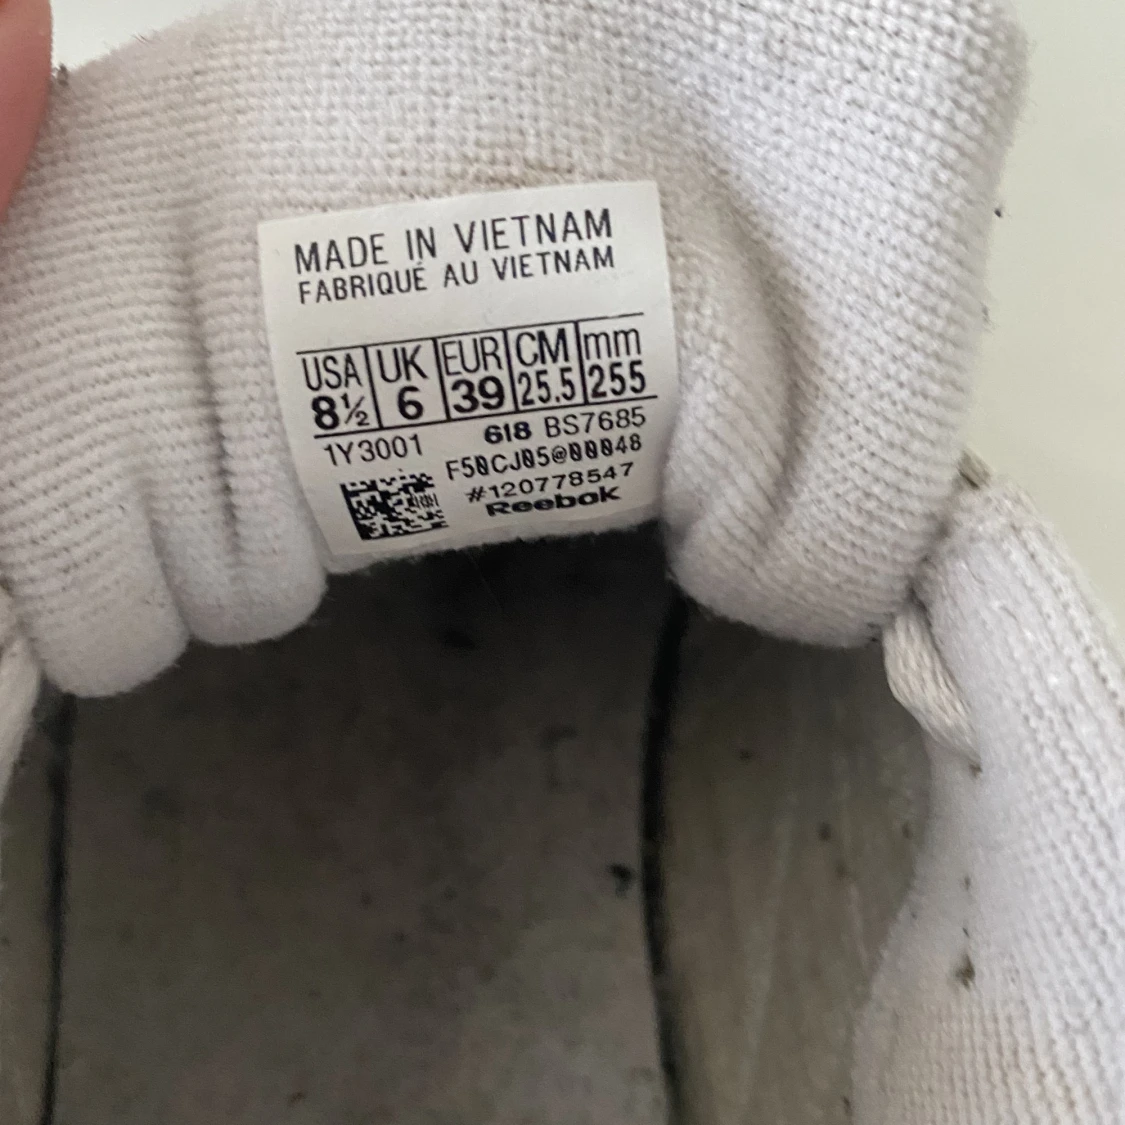 MADE IN VIETNAM
FABRIQUÉ AU VIETNAM
USA UK EUR CM mm
8½ 6 39 25.5 255
1Y3001 618 BS7685
F50CJ05@00048
#120778547
Reebok